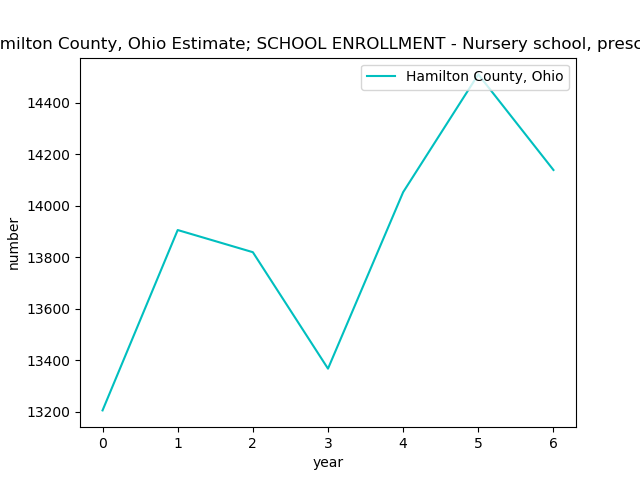 milton County, Ohio Estimate; SCHOOL ENROLLMENT - Nursery school, presc
Hamilton County, Ohio
14400
14200
14000
13800
13600
13400
13200
number
0 1 2 3 4 5 6
year